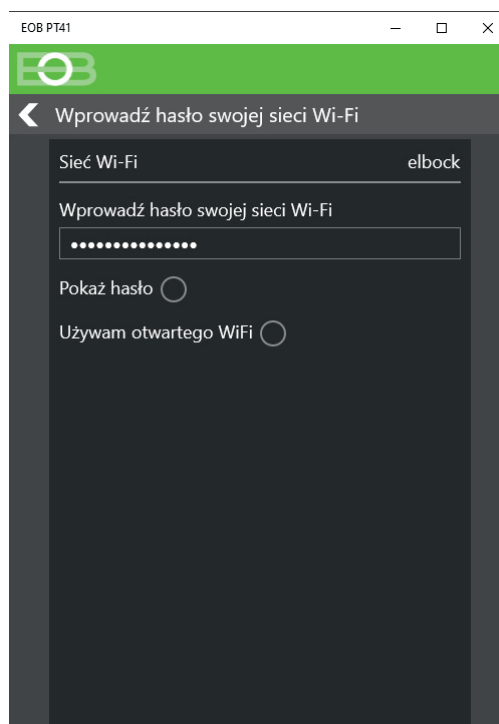 EOB PT41
EOB
Wprowadź hasło swojej sieci Wi-Fi
Sieć Wi-Fi elbock
Wprowadź hasło swojej sieci Wi-Fi
•••••••••••••••
Pokaż hasło
Używam otwartego WiFi